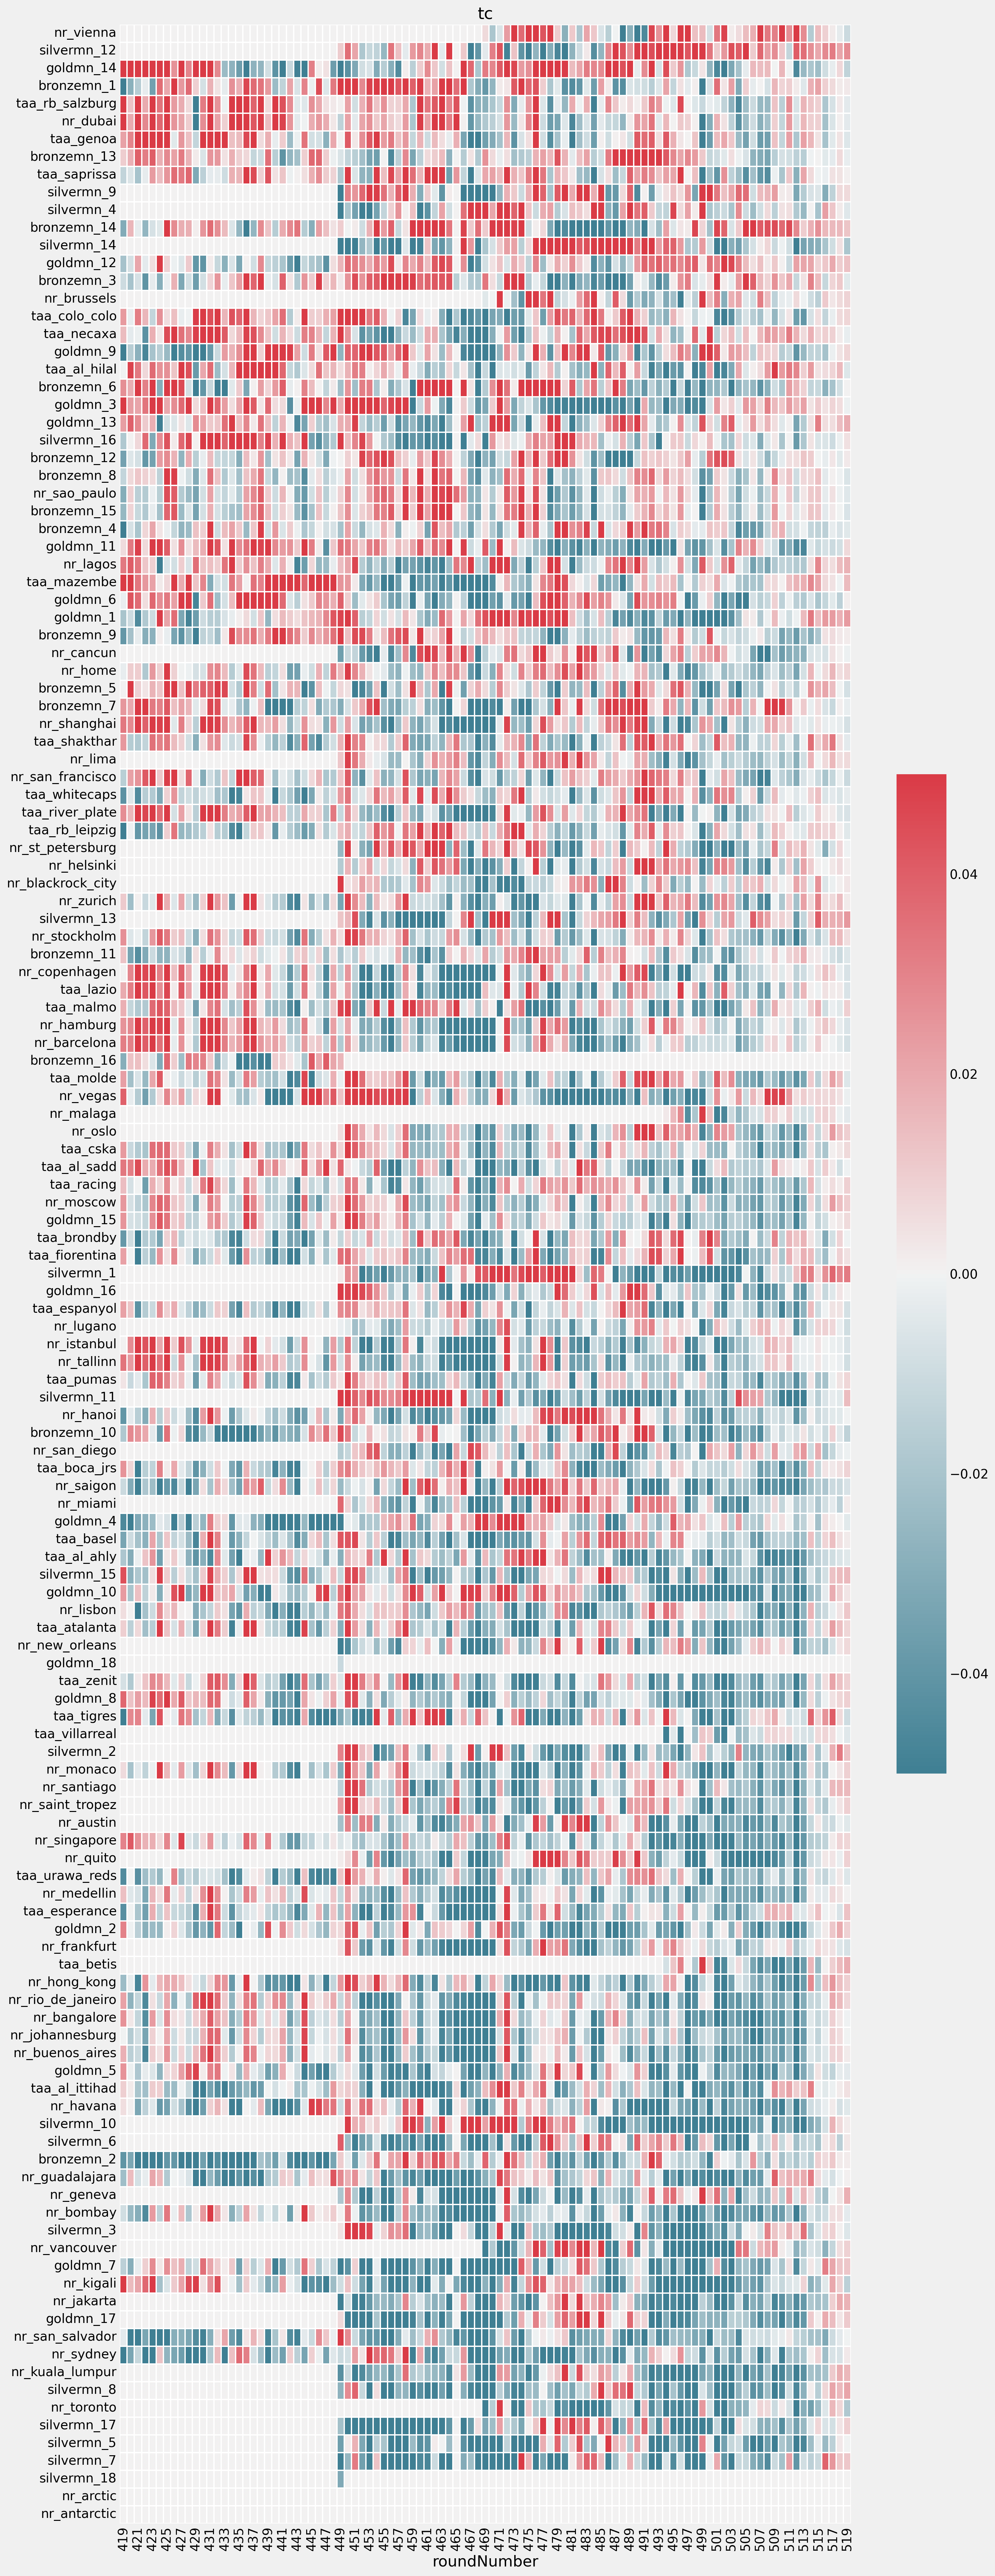 tc
nr_vienna
silvermn_12
goldmn_14
bronzemn_1
taa_rb_salzburg
nr_dubai
taa_genoa
bronzemn_13
taa_saprissa
silvermn_9
silvermn_4
bronzemn_14
silvermn_14
goldmn_12
bronzemn_3
nr_brussels
taa_colo_colo
taa_necaxa
goldmn_9
taa_al_hilal
bronzemn_6
goldmn_3
goldmn_13
silvermn_16
bronzemn_12
bronzemn_8
nr_sao_paulo
bronzemn_15
bronzemn_4
goldmn_11
nr_lagos
taa_mazembe
goldmn_6
goldmn_1
bronzemn_9
nr_cancun
nr_home
bronzemn_5
bronzemn_7
nr_shanghai
taa_shakthar
nr_lima
nr_san_francisco
taa_whitecaps
taa_river_plate
taa_rb_leipzig
nr_st_petersburg
nr_helsinki
nr_blackrock_city
nr_zurich
silvermn_13
nr_stockholm
bronzemn_11
nr_copenhagen
taa_lazio
taa_malmo
nr_hamburg
nr_barcelona
bronzemn_16
taa_molde
nr_vegas
nr_malaga
nr_oslo
taa_cska
taa_al_sadd
taa_racing
nr_moscow
goldmn_15
taa_brondby
taa_fiorentina
silvermn_1
goldmn_16
taa_espanyol
nr_lugano
nr_istanbul
nr_tallinn
taa_pumas
silvermn_11
nr_hanoi
bronzemn_10
nr_san_diego
taa_boca_jrs
nr_saigon
nr_miami
goldmn_4
taa_basel
taa_al_ahly
silvermn_15
goldmn_10
nr_lisbon
taa_atalanta
nr_new_orleans
goldmn_18
taa_zenit
goldmn_8
taa_tigres
taa_villarreal
silvermn_2
nr_monaco
nr_santiago
nr_saint_tropez
nr_austin
nr_singapore
nr_quito
taa_urawa_reds
nr_medellin
taa_esperance
goldmn_2
nr_frankfurt
taa_betis
nr_hong_kong
nr_rio_de_janeiro
nr_bangalore
nr_johannesburg
nr_buenos_aires
goldmn_5
taa_al_ittihad
nr_havana
silvermn_10
silvermn_6
bronzemn_2
nr_guadalajara
nr_geneva
nr_bombay
silvermn_3
nr_vancouver
goldmn_7
nr_kigali
nr_jakarta
goldmn_17
nr_san_salvador
nr_sydney
nr_kuala_lumpur
silvermn_8
nr_toronto
silvermn_17
silvermn_5
silvermn_7
silvermn_18
nr_arctic
nr_antarctic
419 421 423 425 427 429 431 433 435 437 439 441 443 445 447 449 451 453 455 457 459 461 463 465 467 469 471 473 475 477 479 481 483 485 487 489 491 493 495 497 499 501 503 505 507 509 511 513 515 517 519
roundNumber
0.04
0.02
0.00
−0.02
−0.04